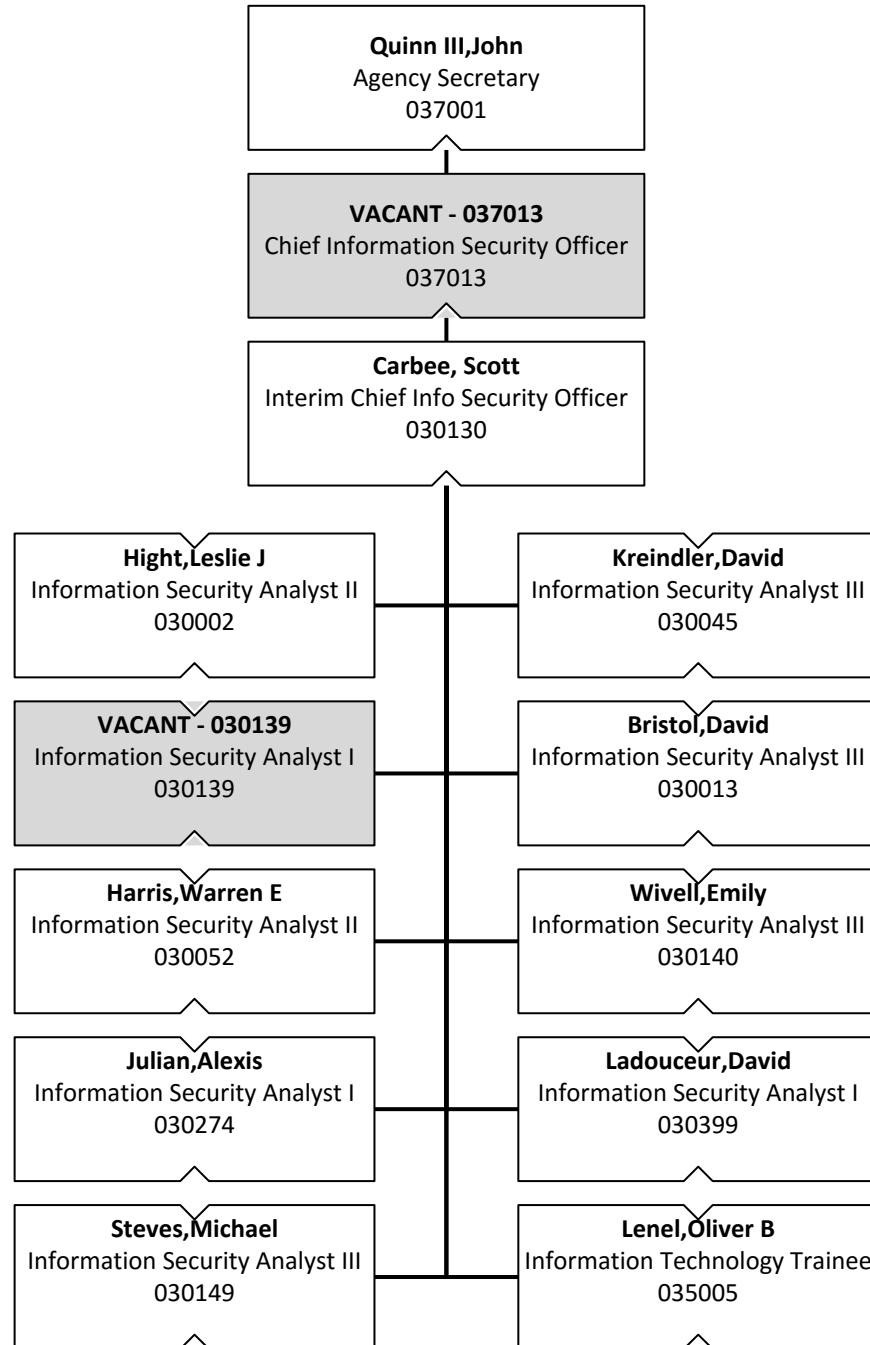 Quinn III,John
Agency Secretary
037001
VACANT - 037013
Chief Information Security Officer
037013
Carbee, Scott
Interim Chief Info Security Officer
030130
Hight,Leslie J
Information Security Analyst II
030002
Kreindler,David
Information Security Analyst III
030045
VACANT - 030139
Information Security Analyst I
030139
Bristol,David
Information Security Analyst III
030013
Harris,Warren E
Information Security Analyst II
030052
Wivell,Emily
Information Security Analyst III
030140
Julian,Alexis
Information Security Analyst I
030274
Ladouceur,David
Information Security Analyst I
030399
Steves,Michael
Information Security Analyst III
030149
Lenel,Oliver B
Information Technology Trainee
035005